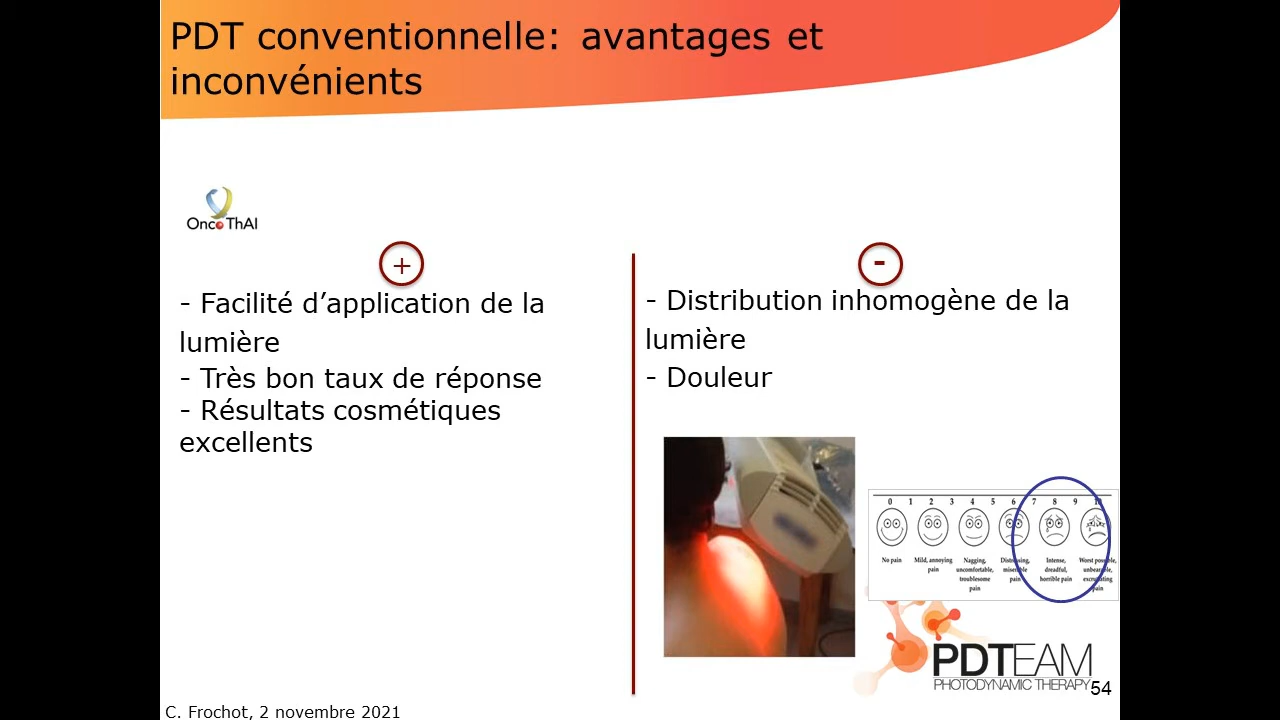 PDT conventionnelle: avantages et
inconvénients
OncoThAI
+
- Facilité d’application de la
lumière
- Très bon taux de réponse
- Résultats cosmétiques
excellents
-
- Distribution inhomogène de la
lumière
- Douleur
0 1 2 3 4 5 6 7 8 9 10
No pain
Mild, annoying
pain
Nagging,
uncomfortable,
troublesome
pain
Distressing,
miserable
pain
Intense,
dreadful,
horrible pain
Worst possible,
unbearable,
excruciating
pain
PDTEAM
PHOTODYNAMIC THERAPY
54
C. Frochot, 2 novembre 2021